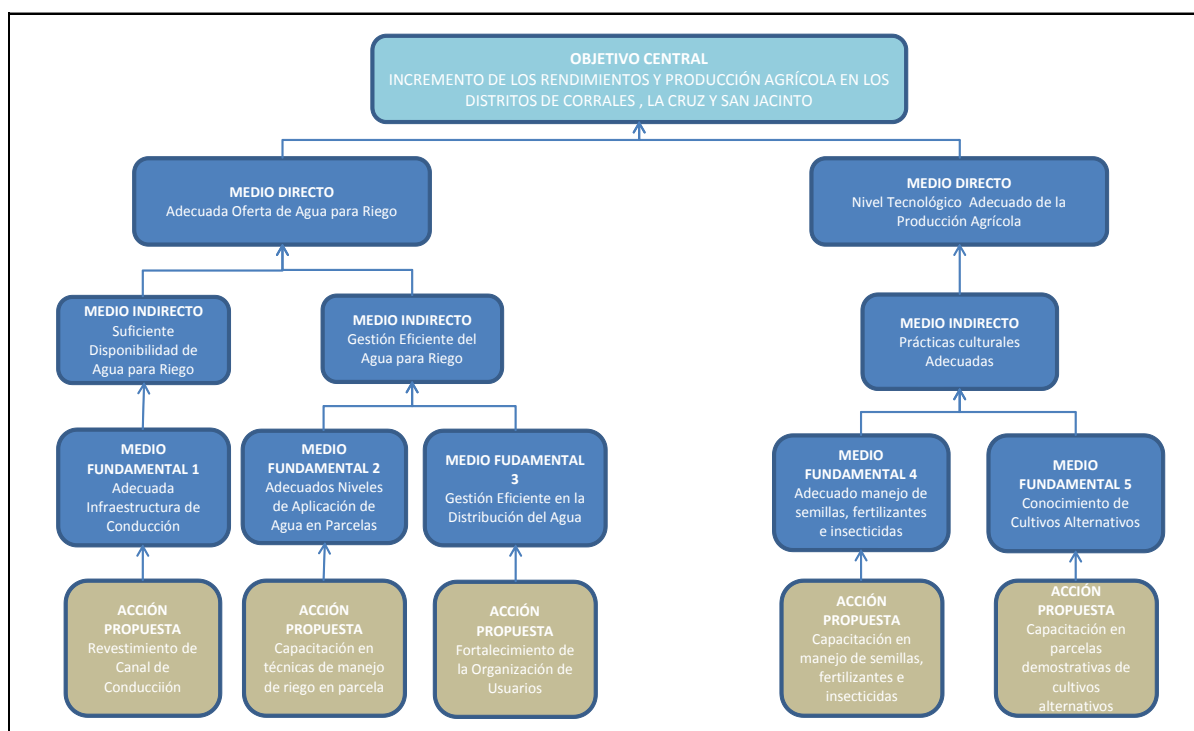 OBJETIVO CENTRAL
INCREMENTO DE LOS RENDIMIENTOS Y PRODUCCIÓN AGRÍCOLA EN LOS
DISTRITOS DE CORRALES , LA CRUZ Y SAN JACINTO
MEDIO DIRECTO
Adecuada Oferta de Agua para Riego
MEDIO DIRECTO
Nivel Tecnológico Adecuado de la
Producción Agrícola
MEDIO INDIRECTO
Suficiente
Disponibilidad de
Agua para Riego
MEDIO INDIRECTO
Gestión Eficiente del
Agua para Riego
MEDIO INDIRECTO
Prácticas culturales
Adecuadas
MEDIO
FUNDAMENTAL 1
Adecuada
Infraestructura de
Conducción
MEDIO
FUNDAMENTAL 2
Adecuados Niveles
de Aplicación de
Agua en Parcelas
MEDIO FUDAMENTAL
3
Gestión Eficiente en la
Distribución del Agua
MEDIO
FUNDAMENTAL 4
Adecuado manejo de
semillas, fertilizantes
e insecticidas
MEDIO
FUNDAMENTAL 5
Conocimiento de
Cultivos Alternativos
ACCIÓN
PROPUESTA
Revestimiento de
Canal de
Conducciión
ACCIÓN
PROPUESTA
Capacitación en
técnicas de manejo
de riego en parcela
ACCIÓN
PROPUESTA
Fortalecimiento de
la Organización de
Usuarios
ACCIÓN
PROPUESTA
Capacitación en
manejo de semillas,
fertilizantes e
insecticidas
ACCIÓN
PROPUESTA
Capacitación en
parcelas
demostrativas de
cultivos
alternativos